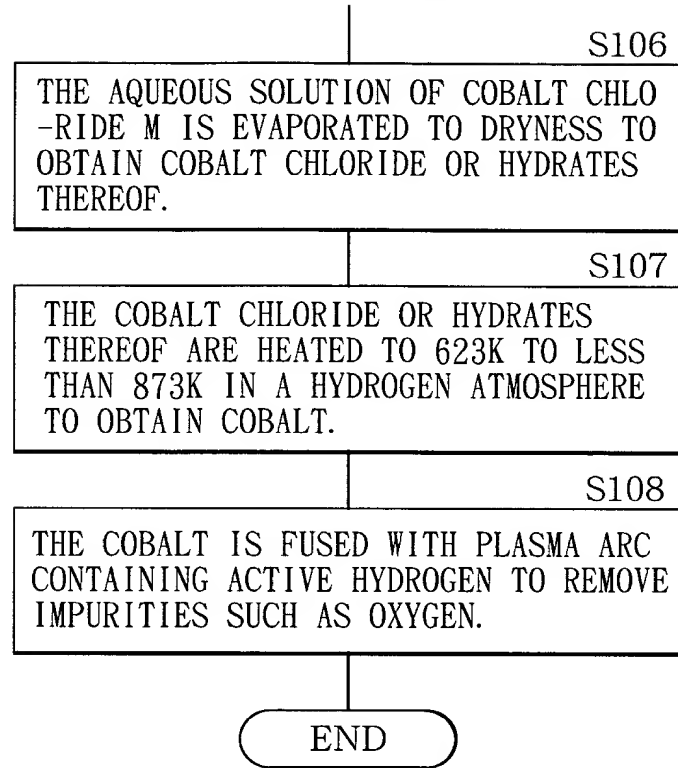 S106
THE AQUEOUS SOLUTION OF COBALT CHLO
-RIDE M IS EVAPORATED TO DRYNESS TO
OBTAIN COBALT CHLORIDE OR HYDRATES
THEREOF.
S107
THE COBALT CHLORIDE OR HYDRATES
THEREOF ARE HEATED TO 623K TO LESS
THAN 873K IN A HYDROGEN ATMOSPHERE
TO OBTAIN COBALT.
S108
THE COBALT IS FUSED WITH PLASMA ARC
CONTAINING ACTIVE HYDROGEN TO REMOVE
IMPURITIES SUCH AS OXYGEN.
END